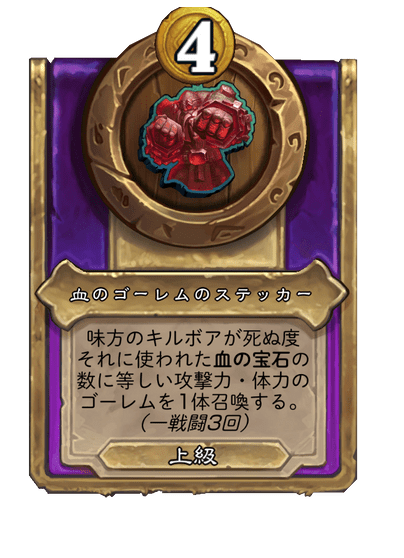 4
血のゴーレムのステッカー
味方のキルボアが死ぬ度
それに使われた血の宝石の
数に等しい攻撃力・体力の
ゴーレムを1体召喚する。
(一戦闘3回)
上級